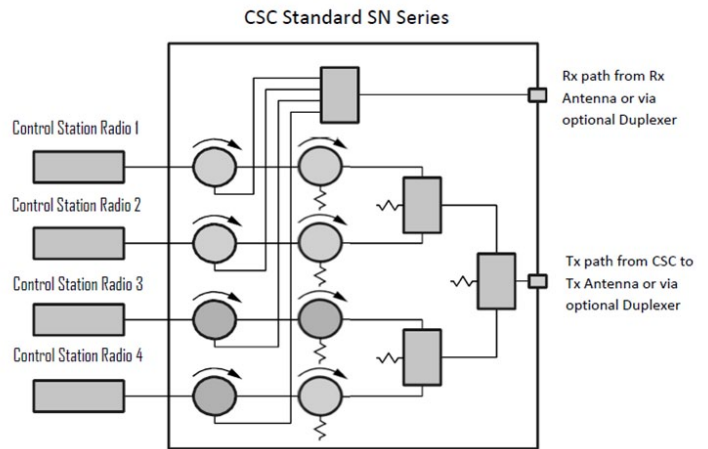 CSC Standard SN Series
Rx path from Rx
Antenna or via
optional Duplexer
Control Station Radio 1
Control Station Radio 2
Tx path from CSC to
Tx Antenna or via
optional Duplexer
Control Station Radio 3
Control Station Radio 4